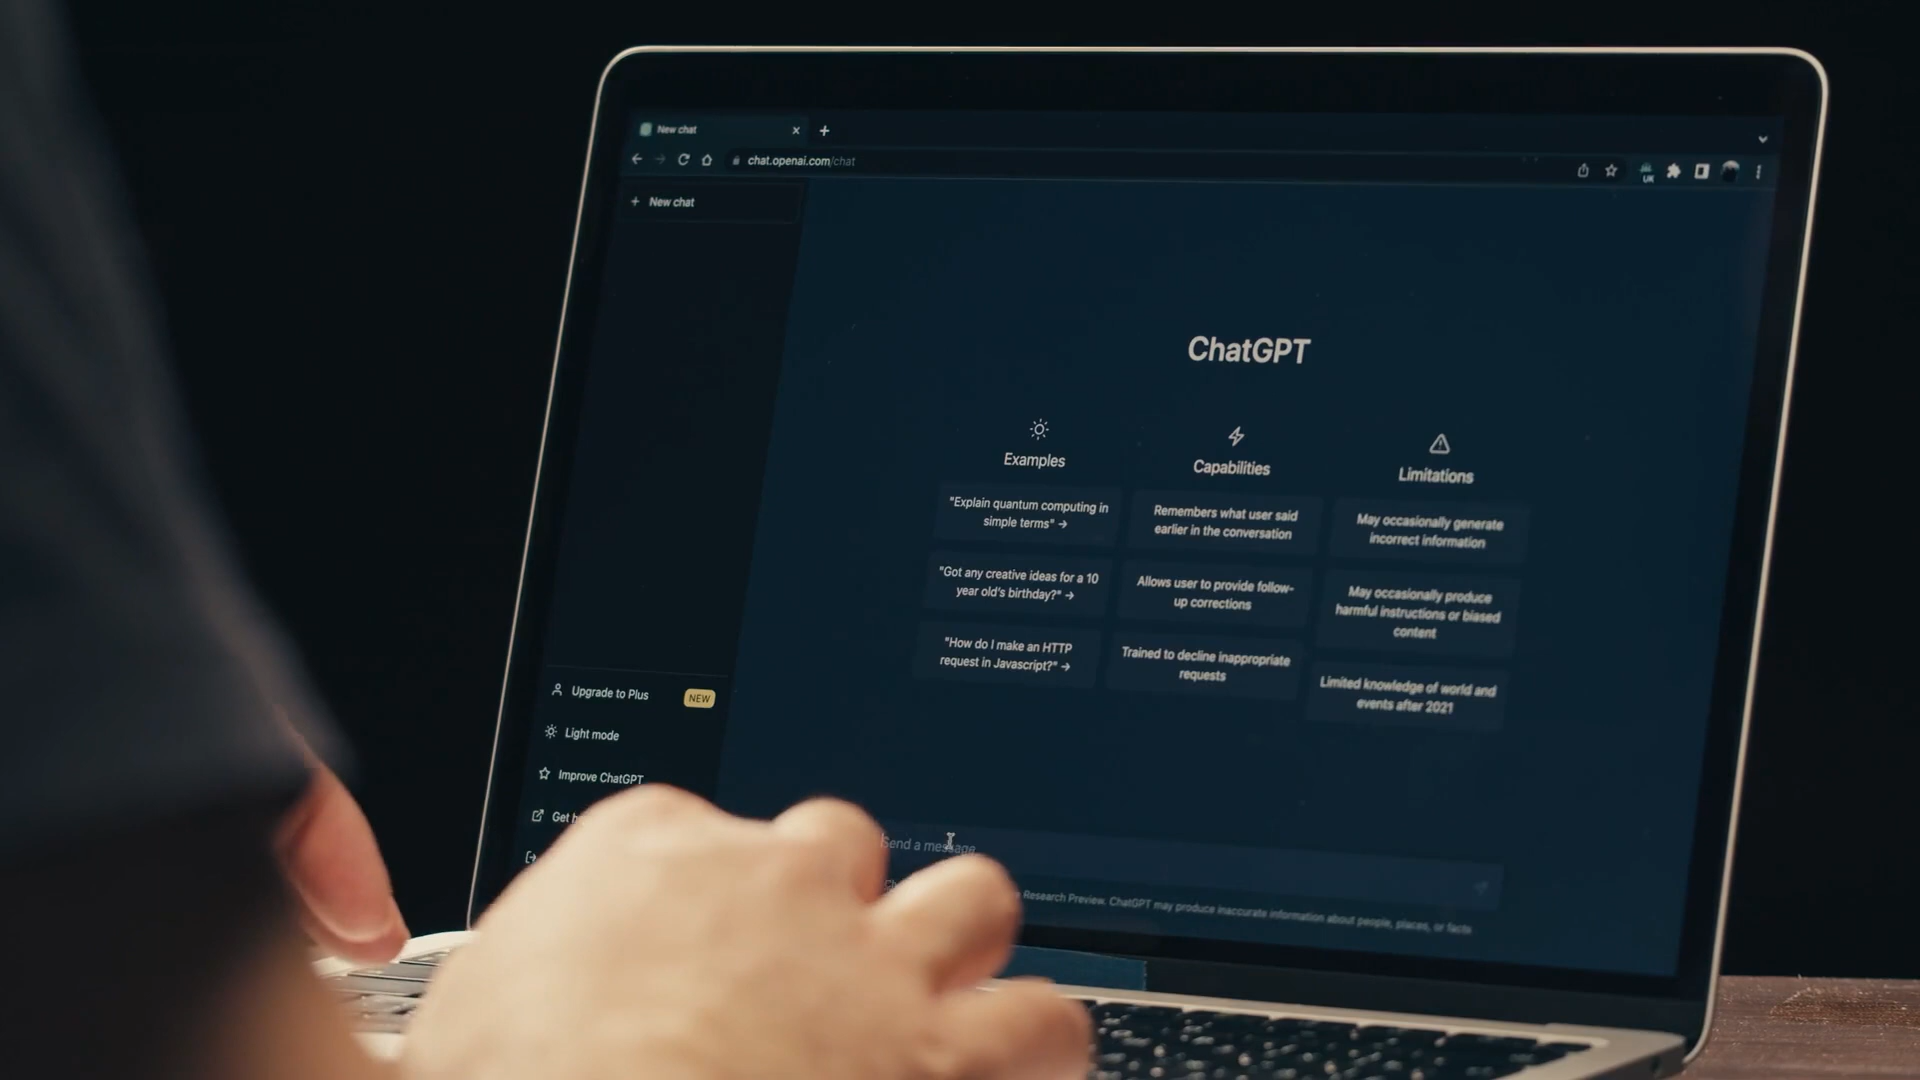 New chat
chat.openai.com/chat
UK
New chat
ChatGPT
Examples
"Explain quantum computing in
simple terms" →
"Got any creative ideas for a 10
year old's birthday?" →
"How do I make an HTTP
request in Javascript?" →
Capabilities
Remembers what user said
earlier in the conversation
Allows user to provide follow-
up corrections
Trained to decline inappropriate
requests
Limitations
May occasionally generate
incorrect information
May occasionally produce
harmful instructions or biased
content
Limited knowledge of world and
events after 2021
Upgrade to Plus NEW
Light mode
Improve ChatGPT
Get
Send a message
Research Preview. ChatGPT may produce inaccurate information about people, places, or facts